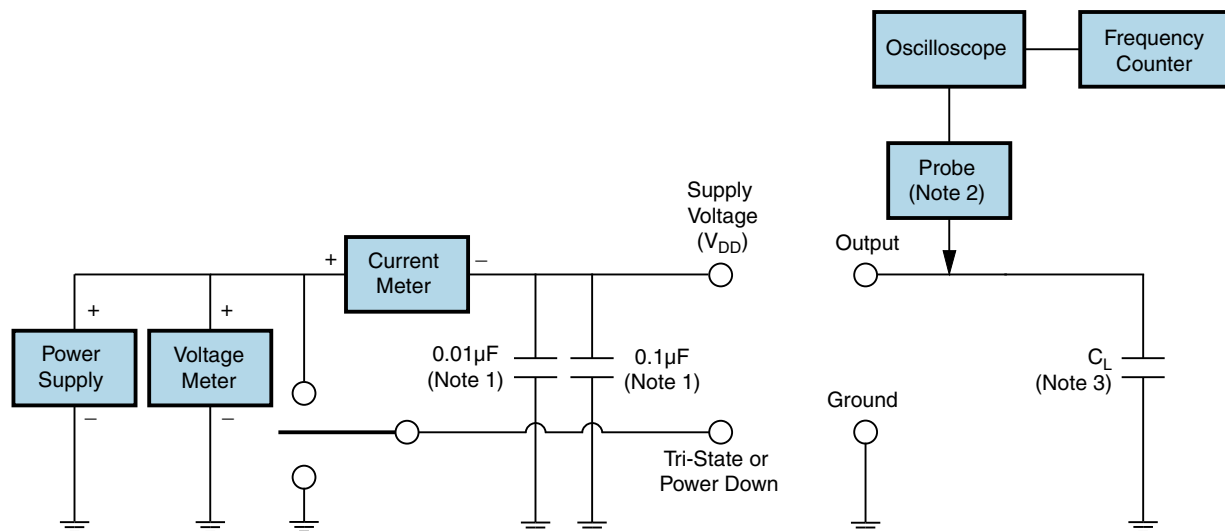 Oscilloscope
Frequency
Counter
Probe
(Note 2)
Supply
Voltage
(V_DD)
Output
+
Current
Meter
–
+
Power
Supply
–
+
Voltage
Meter
–
0.01µF
(Note 1)
0.1µF
(Note 1)
C_L
(Note 3)
Ground
Tri-State or
Power Down